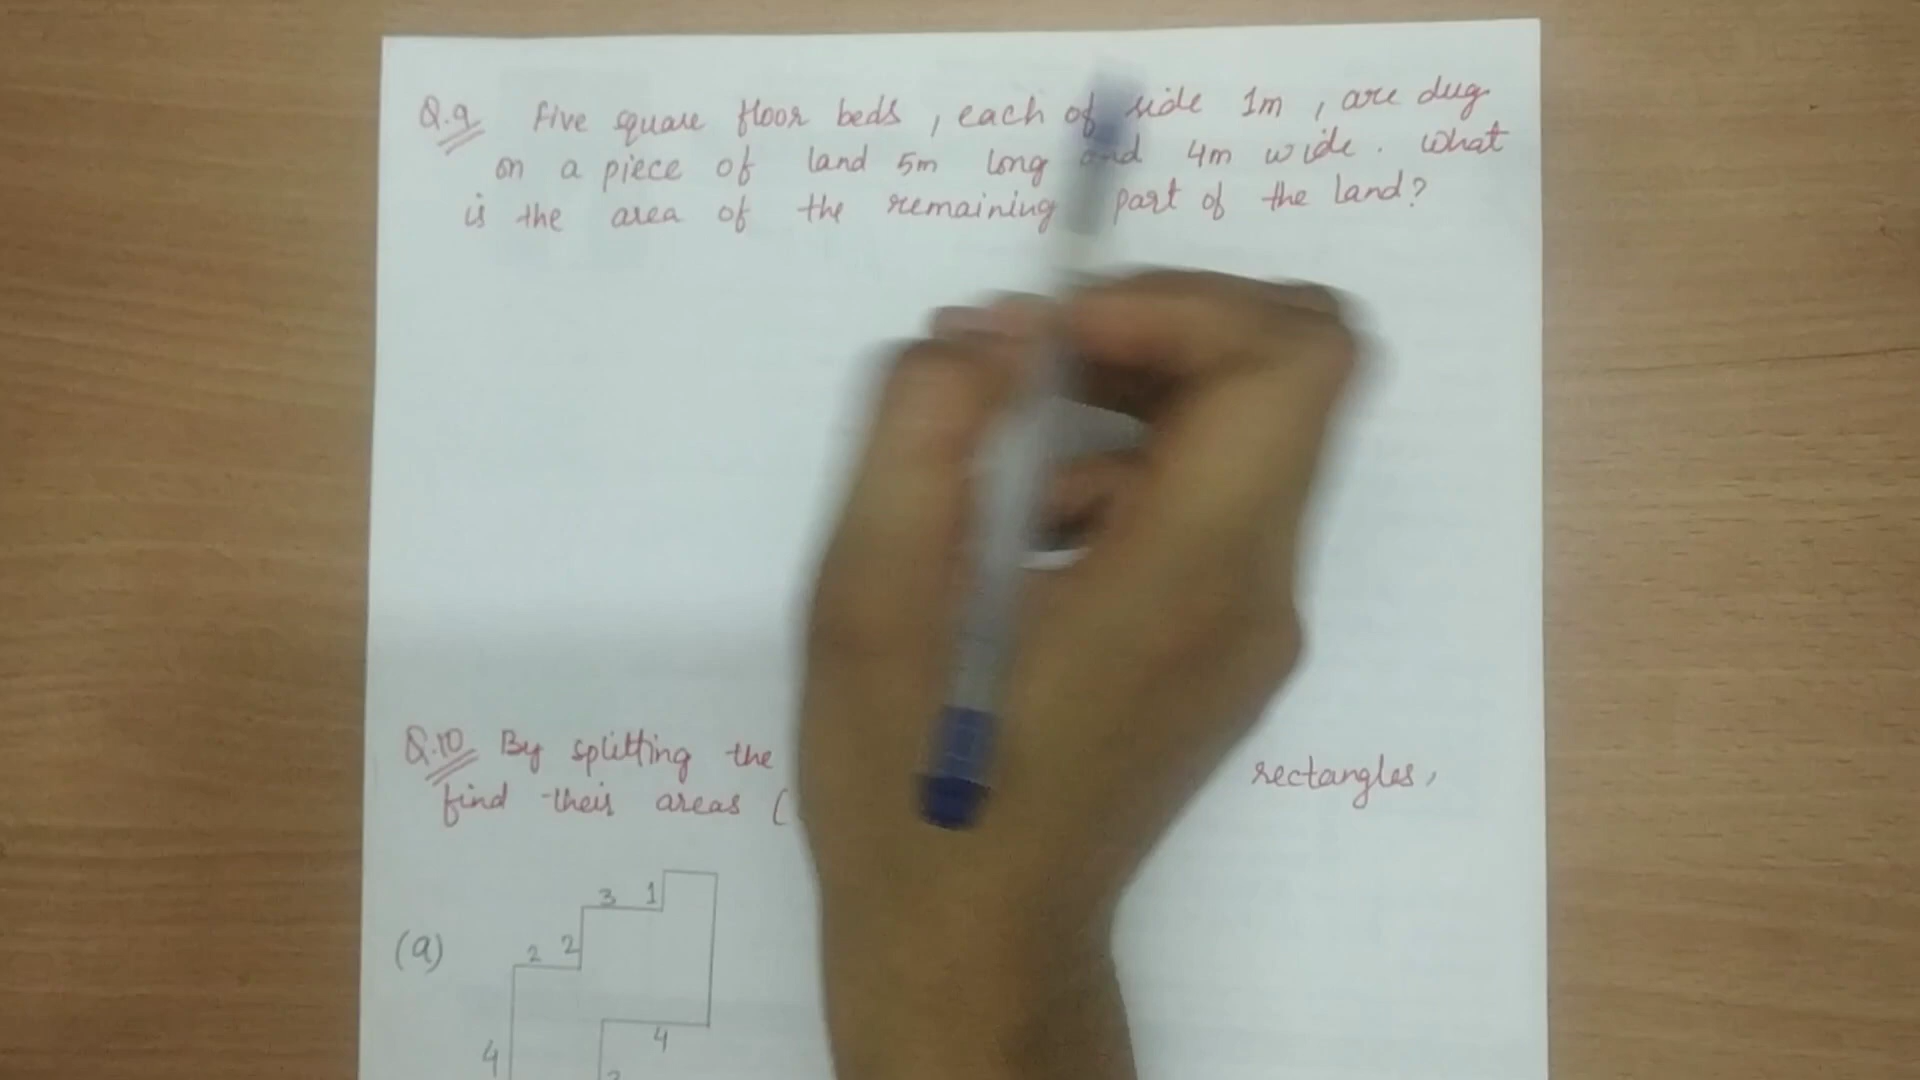 Q.9 Five square floor beds, each of side 1m, are dug
on a piece of land 5m long and 4m wide. What
is the area of the remaining part of the land?
Q.10 By splitting the rectangles,
find their areas (
3 1
(a) 2 2
4
4